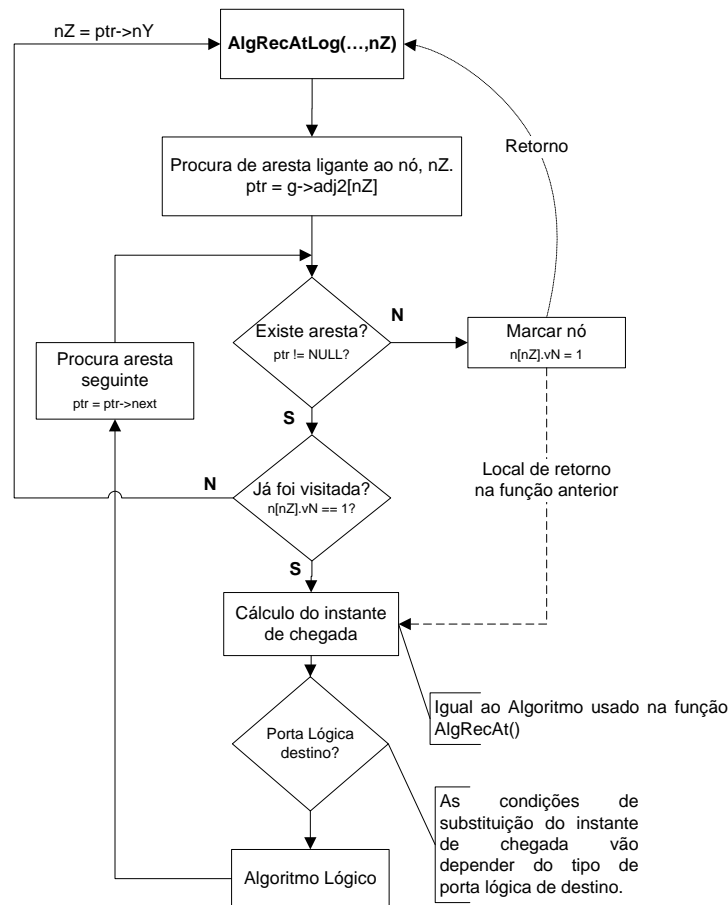 nZ = ptr->nY
AlgRecAtLog(…,nZ)
Retorno
Procura de aresta ligante ao nó, nZ.
ptr = g->adj2[nZ]
Existe aresta?
ptr != NULL?
N
Marcar nó
n[nZ].vN = 1
Procura aresta
seguinte
ptr = ptr->next
S
Local de retorno
na função anterior
N
Já foi visitada?
n[nZ].vN == 1?
S
Cálculo do instante
de chegada
Igual ao Algoritmo usado na função
AlgRecAt()
Porta Lógica
destino?
As condições de
substituição do instante
de chegada vão
depender do tipo de
porta lógica de destino.
Algoritmo Lógico